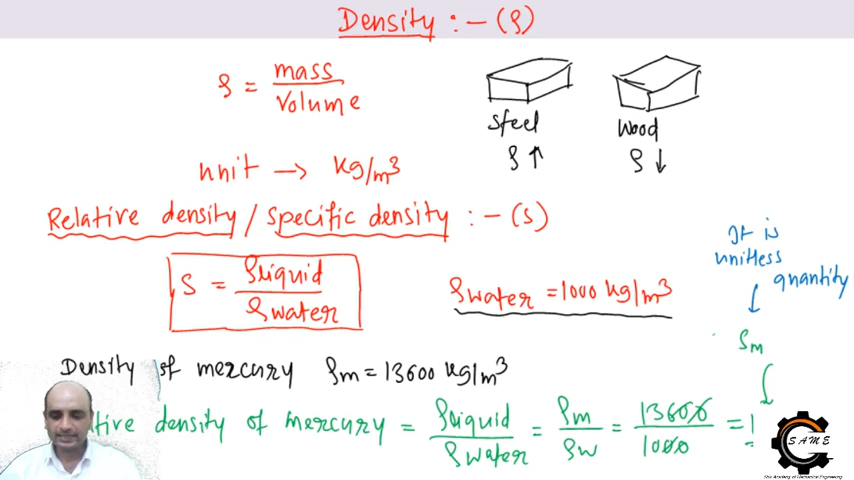 Density :- (ρ)
ρ = mass / Volume
Steel
ρ ↑
Wood
ρ ↓
unit → kg/m³
Relative density / Specific density :- (S)
It is
unitless
quantity
S = ρliquid / ρwater
ρwater = 1000 kg/m³
ρm
Density of mercury ρm = 13600 kg/m³
density of mercury = ρliquid / ρwater = ρm / ρw = 13600 / 1000 = 1
SAME